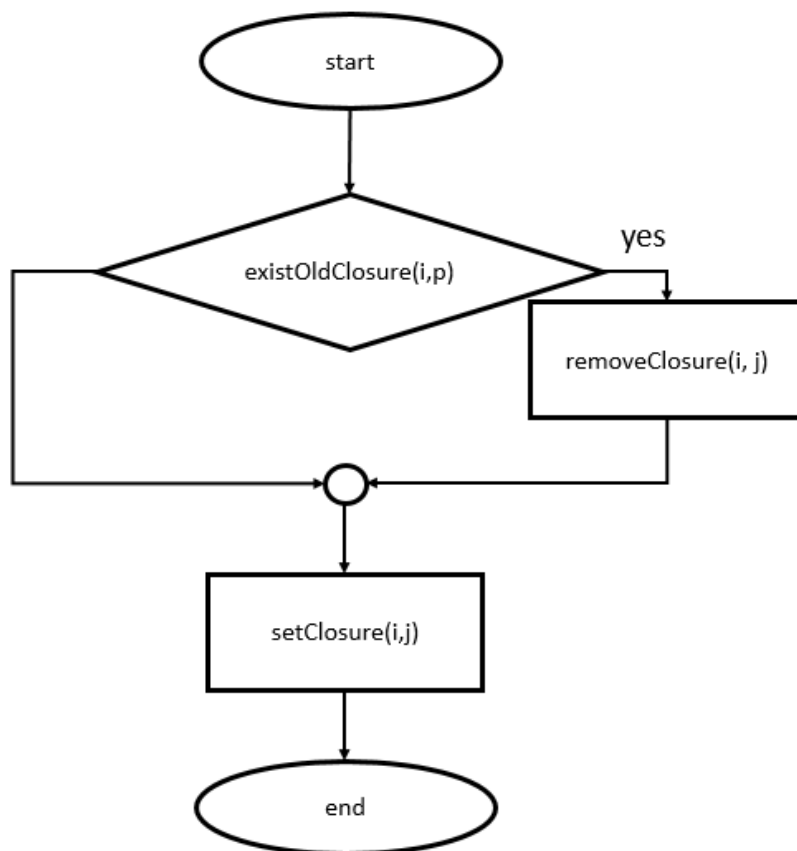 start
yes
existOldClosure(i,p)
removeClosure(i, j)
setClosure(i,j)
end